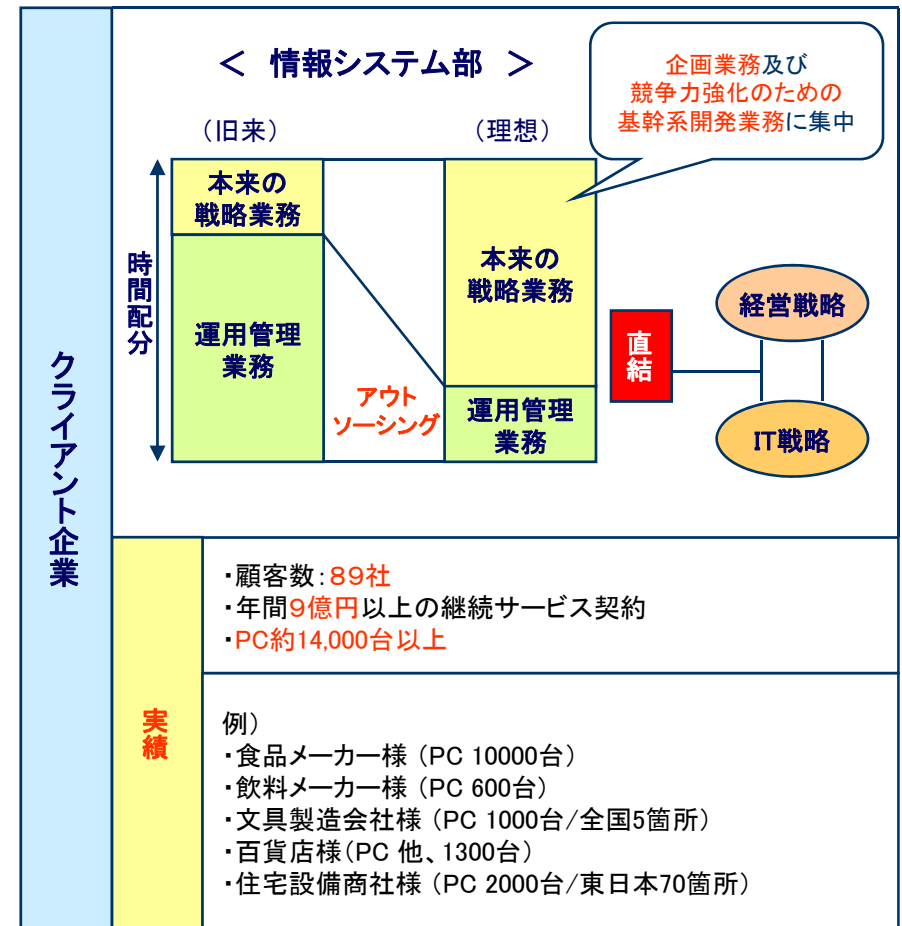 クライアント企業
＜ 情報システム部 ＞
企画業務及び
競争力強化のための
基幹系開発業務に集中
（旧来）
（理想）
時間配分
本来の
戦略業務
運用管理
業務
アウト
ソーシング
本来の
戦略業務
運用管理
業務
直結
経営戦略
IT戦略
実績
・顧客数：８９社
・年間９億円以上の継続サービス契約
・PC約14,000台以上
例）
・食品メーカー様 （PC 10000台）
・飲料メーカー様 （PC 600台）
・文具製造会社様 （PC 1000台/全国5箇所）
・百貨店様（PC 他、1300台）
・住宅設備商社様 （PC 2000台/東日本70箇所）